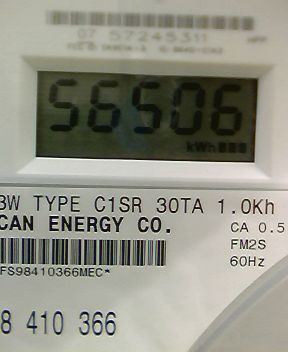 07 57245311
56506
kWh
3W TYPE C1SR 30TA 1.0Kh
CAN ENERGY CO.
CA 0.5
FM2S
60Hz
FS98410366MEC*
8 410 366